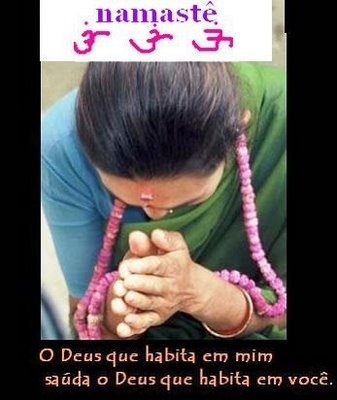 namastê
ॐ ॐ ॐ
O Deus que habita em mim
saúda o Deus que habita em você.